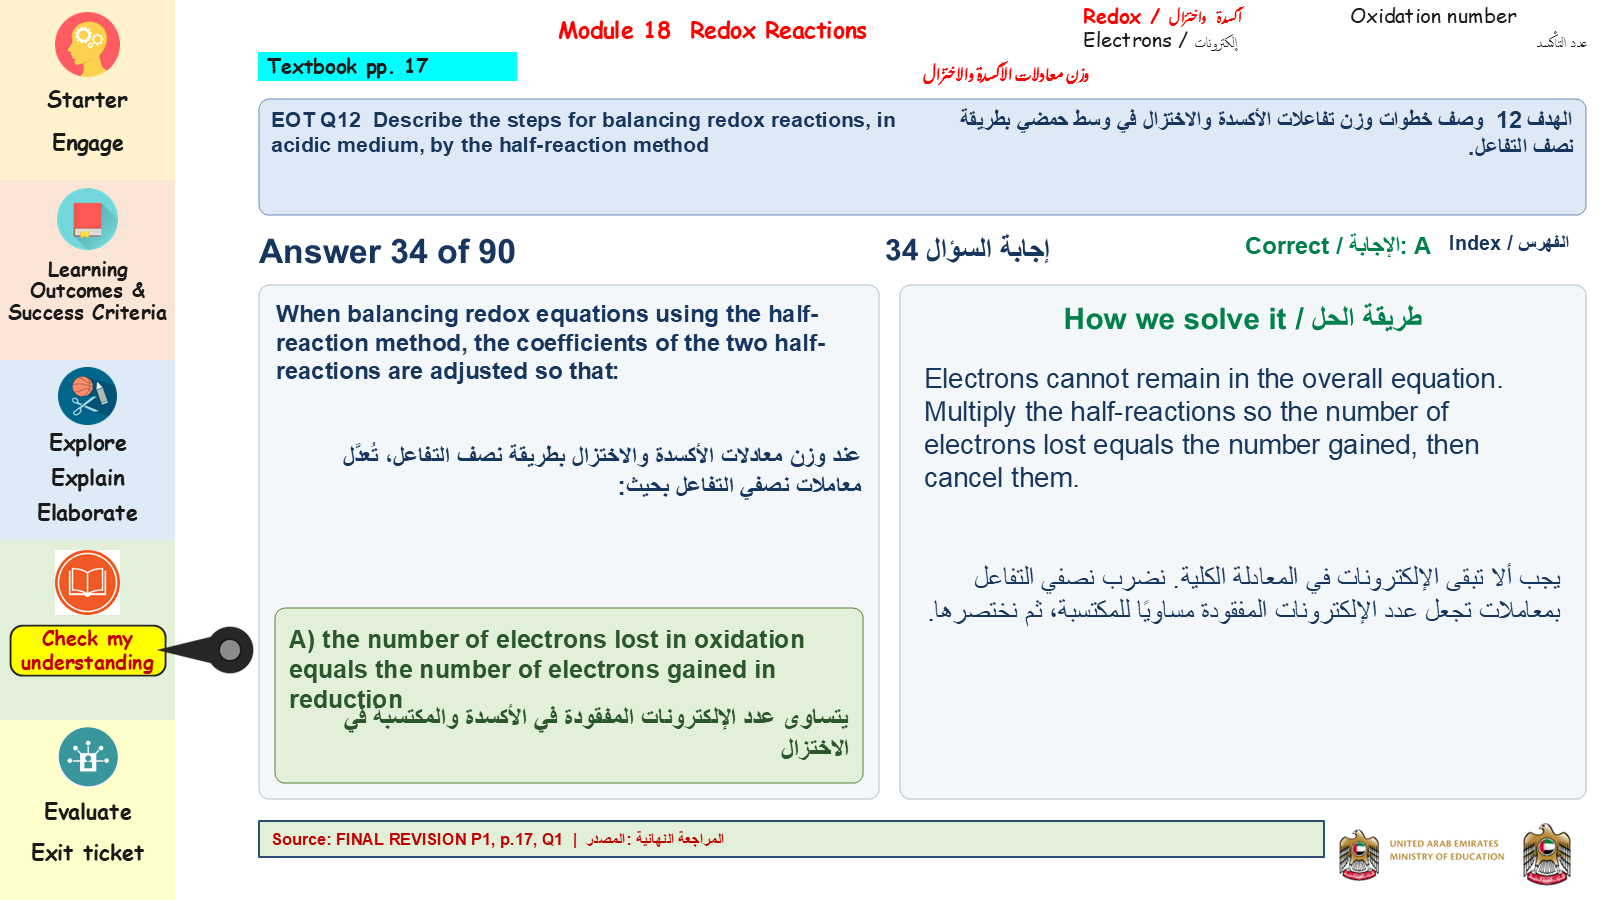 Starter
Engage
Learning
Outcomes &
Success Criteria
Explore
Explain
Elaborate
Check my
understanding
Evaluate
Exit ticket
Module 18 Redox Reactions
Redox / أكسدة واختزال
Electrons / إلكترونات
Oxidation number
عدد التأكسد
Textbook pp. 17
وزن معادلات الأكسدة والاختزال
EOT Q12 Describe the steps for balancing redox reactions, in
acidic medium, by the half-reaction method
الهدف 12 وصف خطوات وزن تفاعلات الأكسدة والاختزال في وسط حمضي بطريقة
نصف التفاعل.
Answer 34 of 90
إجابة السؤال 34
Correct / الإجابة: A
Index / الفهرس
When balancing redox equations using the half-
reaction method, the coefficients of the two half-
reactions are adjusted so that:
عند وزن معادلات الأكسدة والاختزال بطريقة نصف التفاعل، تُعدَّل
معاملات نصفي التفاعل بحيث:
A) the number of electrons lost in oxidation
equals the number of electrons gained in
reduction
يتساوى عدد الإلكترونات المفقودة في الأكسدة والمكتسبة في
الاختزال
How we solve it / طريقة الحل
Electrons cannot remain in the overall equation.
Multiply the half-reactions so the number of
electrons lost equals the number gained, then
cancel them.
يجب ألا تبقى الإلكترونات في المعادلة الكلية. نضرب نصفي التفاعل
بمعاملات تجعل عدد الإلكترونات المفقودة مساويًا للمكتسبة، ثم نختصرها.
Source: FINAL REVISION P1, p.17, Q1 | المراجعة النهائية :المصدر
UNITED ARAB EMIRATES
MINISTRY OF EDUCATION